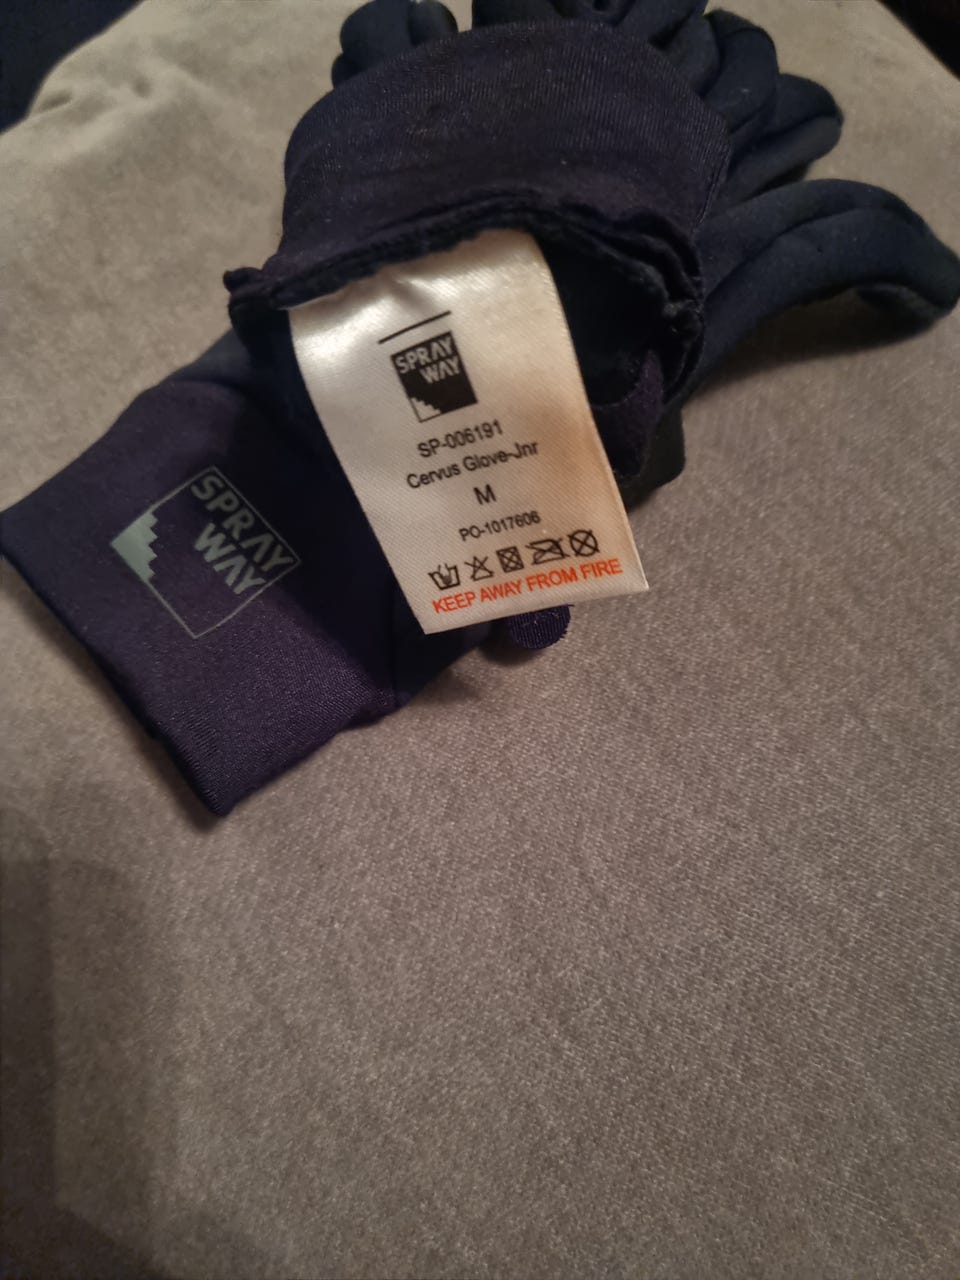 SPRAY
WAY
SP-006191
Cervus Glove-Jnr
M
PO-1017606
KEEP AWAY FROM FIRE
SPRAY
WAY